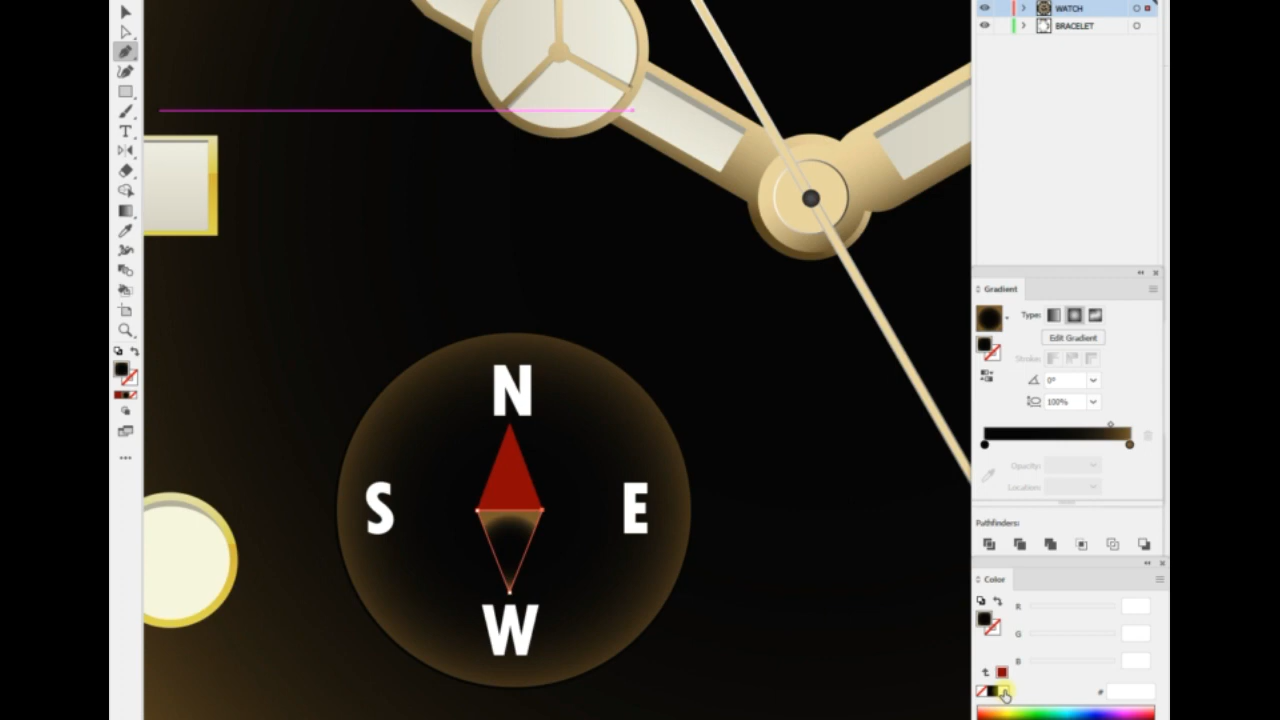 WATCH
BRACELET
Gradient
Type:
Edit Gradient
Stroke:
0°
100%
Opacity:
Location:
Pathfinders:
Color
R
G
B
#
N
S
E
W
T